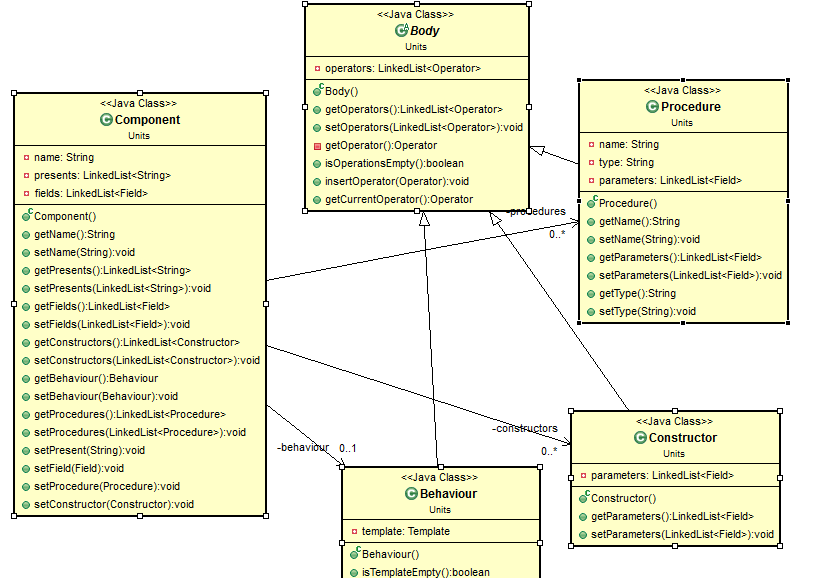 <<Java Class>>
Body
Units
operators: LinkedList<Operator>
Body()
getOperators():LinkedList<Operator>
setOperators(LinkedList<Operator>):void
getOperator():Operator
isOperationsEmpty():boolean
insertOperator(Operator):void
getCurrentOperator():Operator
<<Java Class>>
Component
Units
name: String
presents: LinkedList<String>
fields: LinkedList<Field>
Component()
getName():String
setName(String):void
getPresents():LinkedList<String>
setPresents(LinkedList<String>):void
getFields():LinkedList<Field>
setFields(LinkedList<Field>):void
getConstructors():LinkedList<Constructor>
setConstructors(LinkedList<Constructor>):void
getBehaviour():Behaviour
setBehaviour(Behaviour):void
getProcedures():LinkedList<Procedure>
setProcedures(LinkedList<Procedure>):void
setPresent(String):void
setField(Field):void
setProcedure(Procedure):void
setConstructor(Constructor):void
<<Java Class>>
Procedure
Units
name: String
type: String
parameters: LinkedList<Field>
Procedure()
getName():String
setName(String):void
getParameters():LinkedList<Field>
setParameters(LinkedList<Field>):void
getType():String
setType(String):void
-procedures
0..*
-constructors
0..*
-behaviour 0..1
<<Java Class>>
Constructor
Units
parameters: LinkedList<Field>
Constructor()
getParameters():LinkedList<Field>
setParameters(LinkedList<Field>):void
<<Java Class>>
Behaviour
Units
template: Template
Behaviour()
isTemplateEmpty():boolean